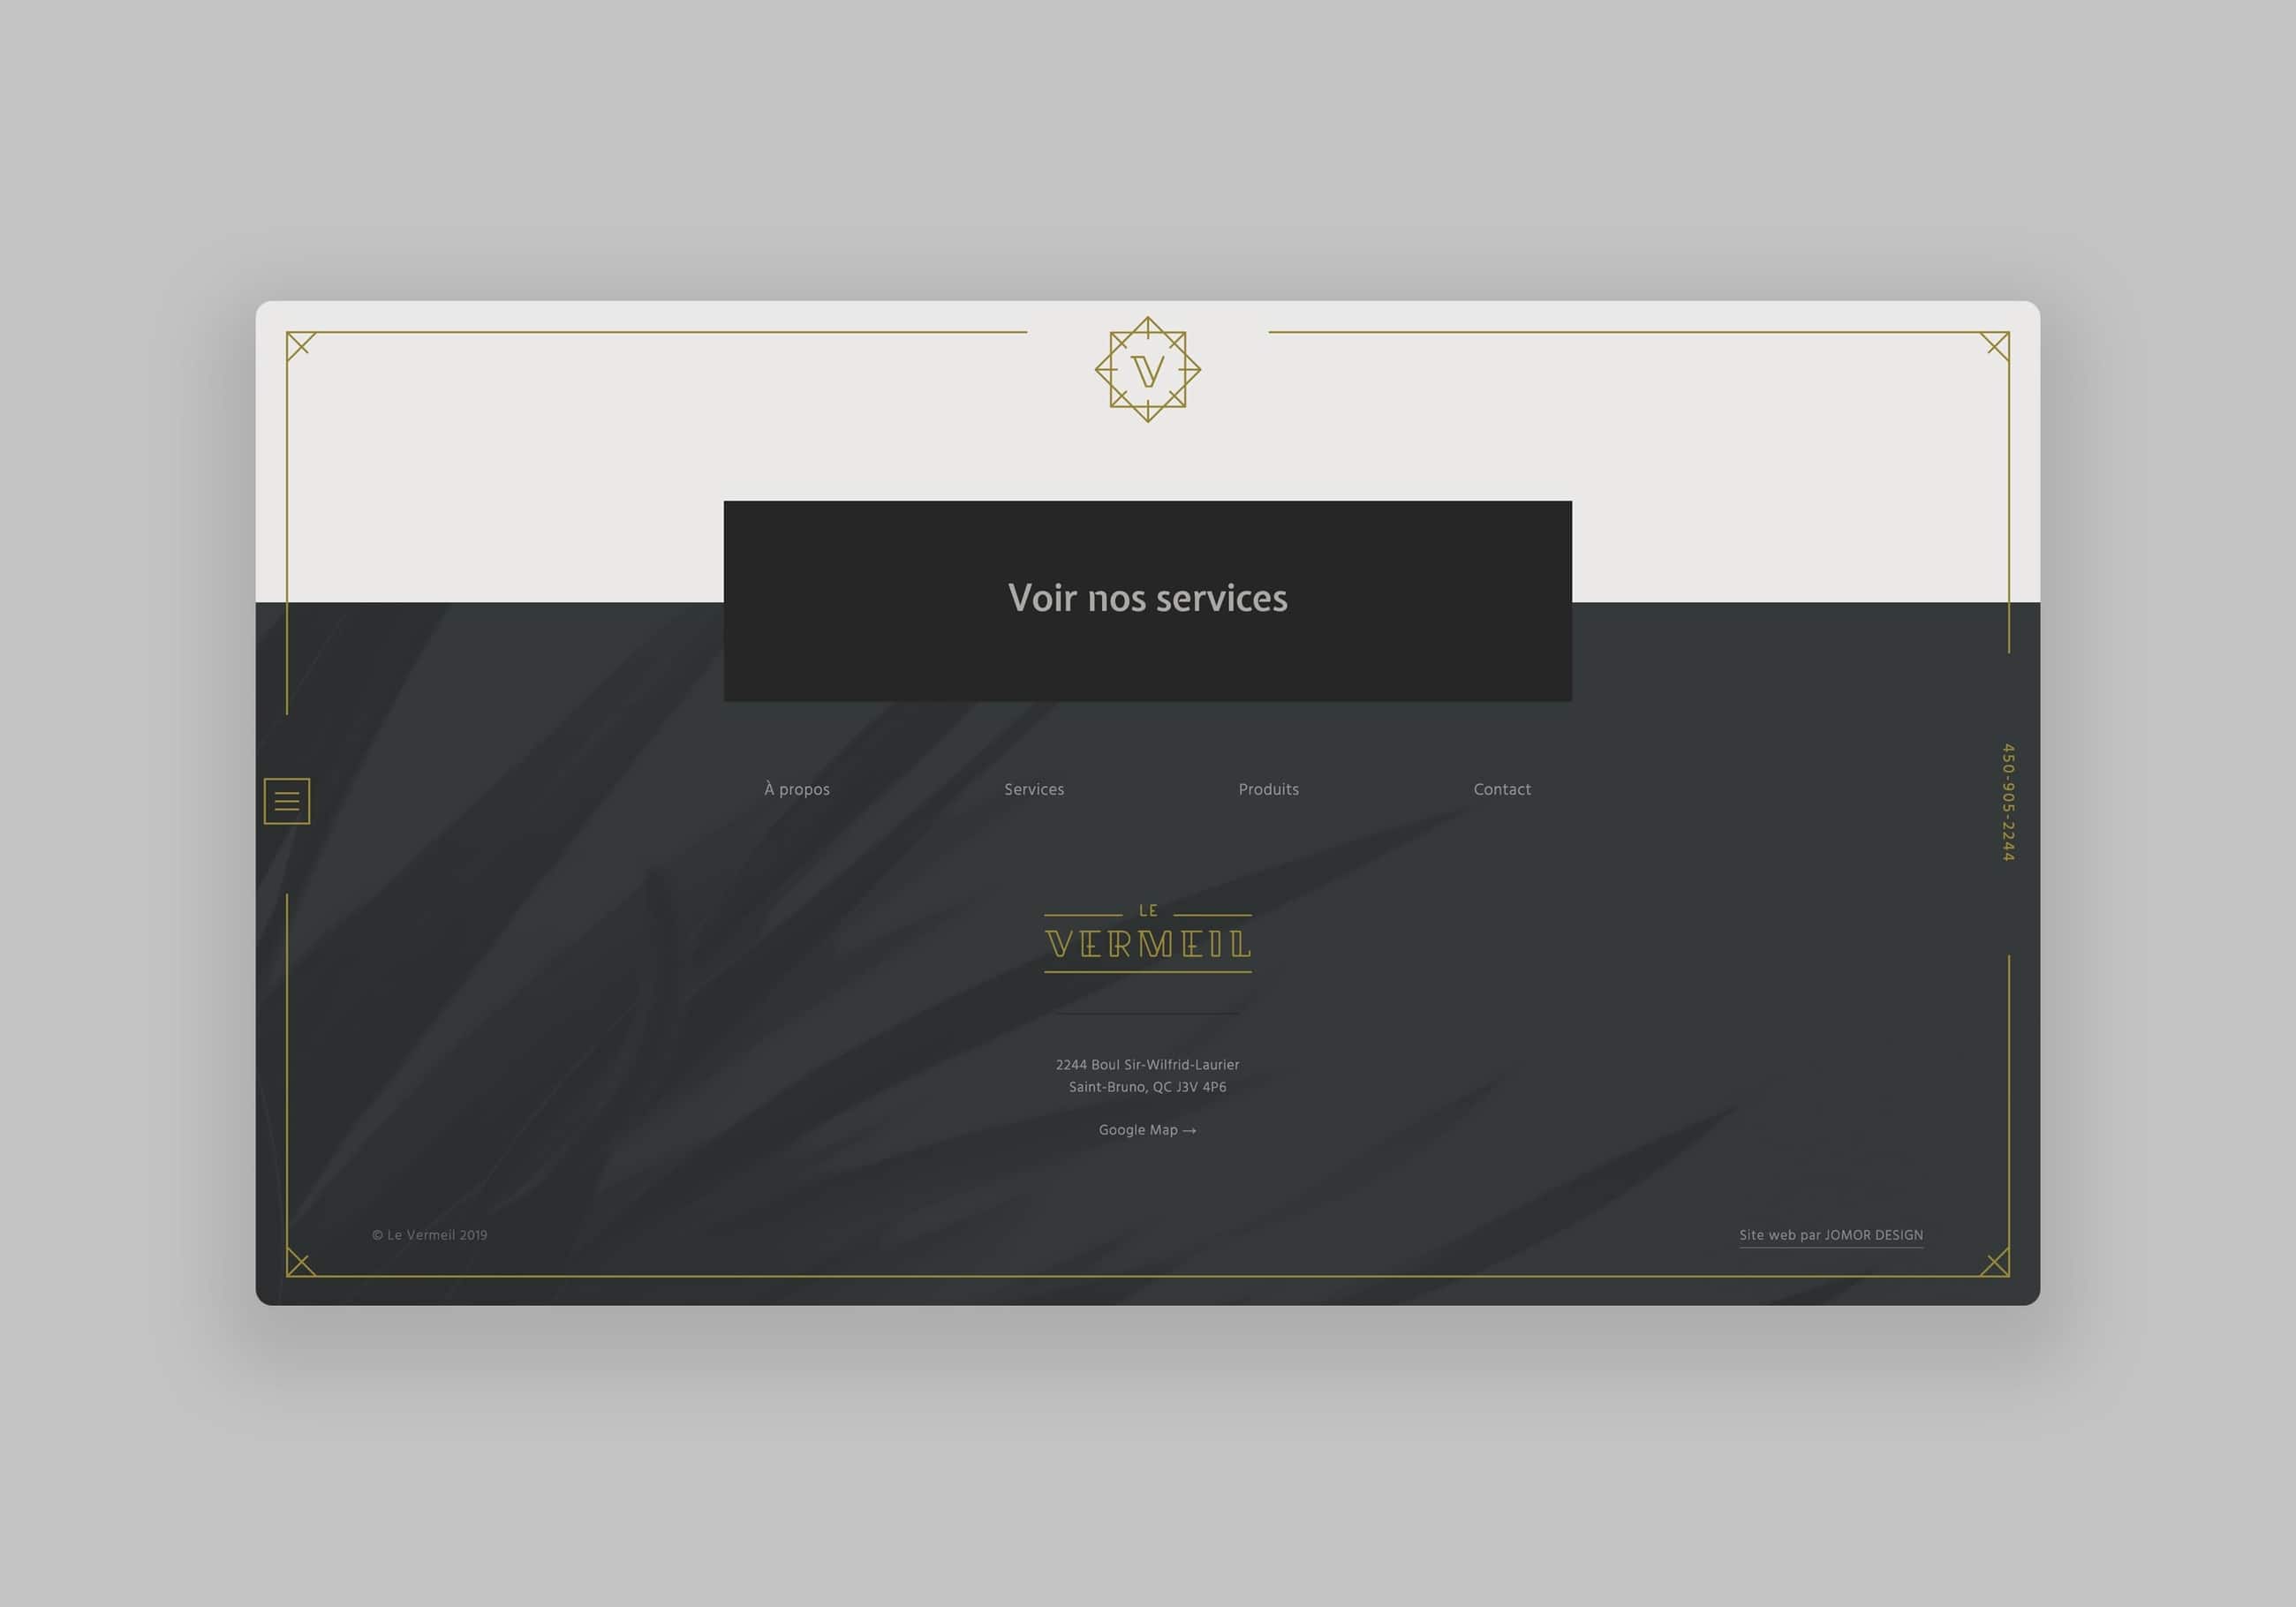 V
Voir nos services
À propos
Services
Produits
Contact
450-905-2244
LE
VERMEIL
2244 Boul Sir-Wilfrid-Laurier
Saint-Bruno, QC J3V 4P6
Google Map →
© Le Vermeil 2019
Site web par JOMOR DESIGN